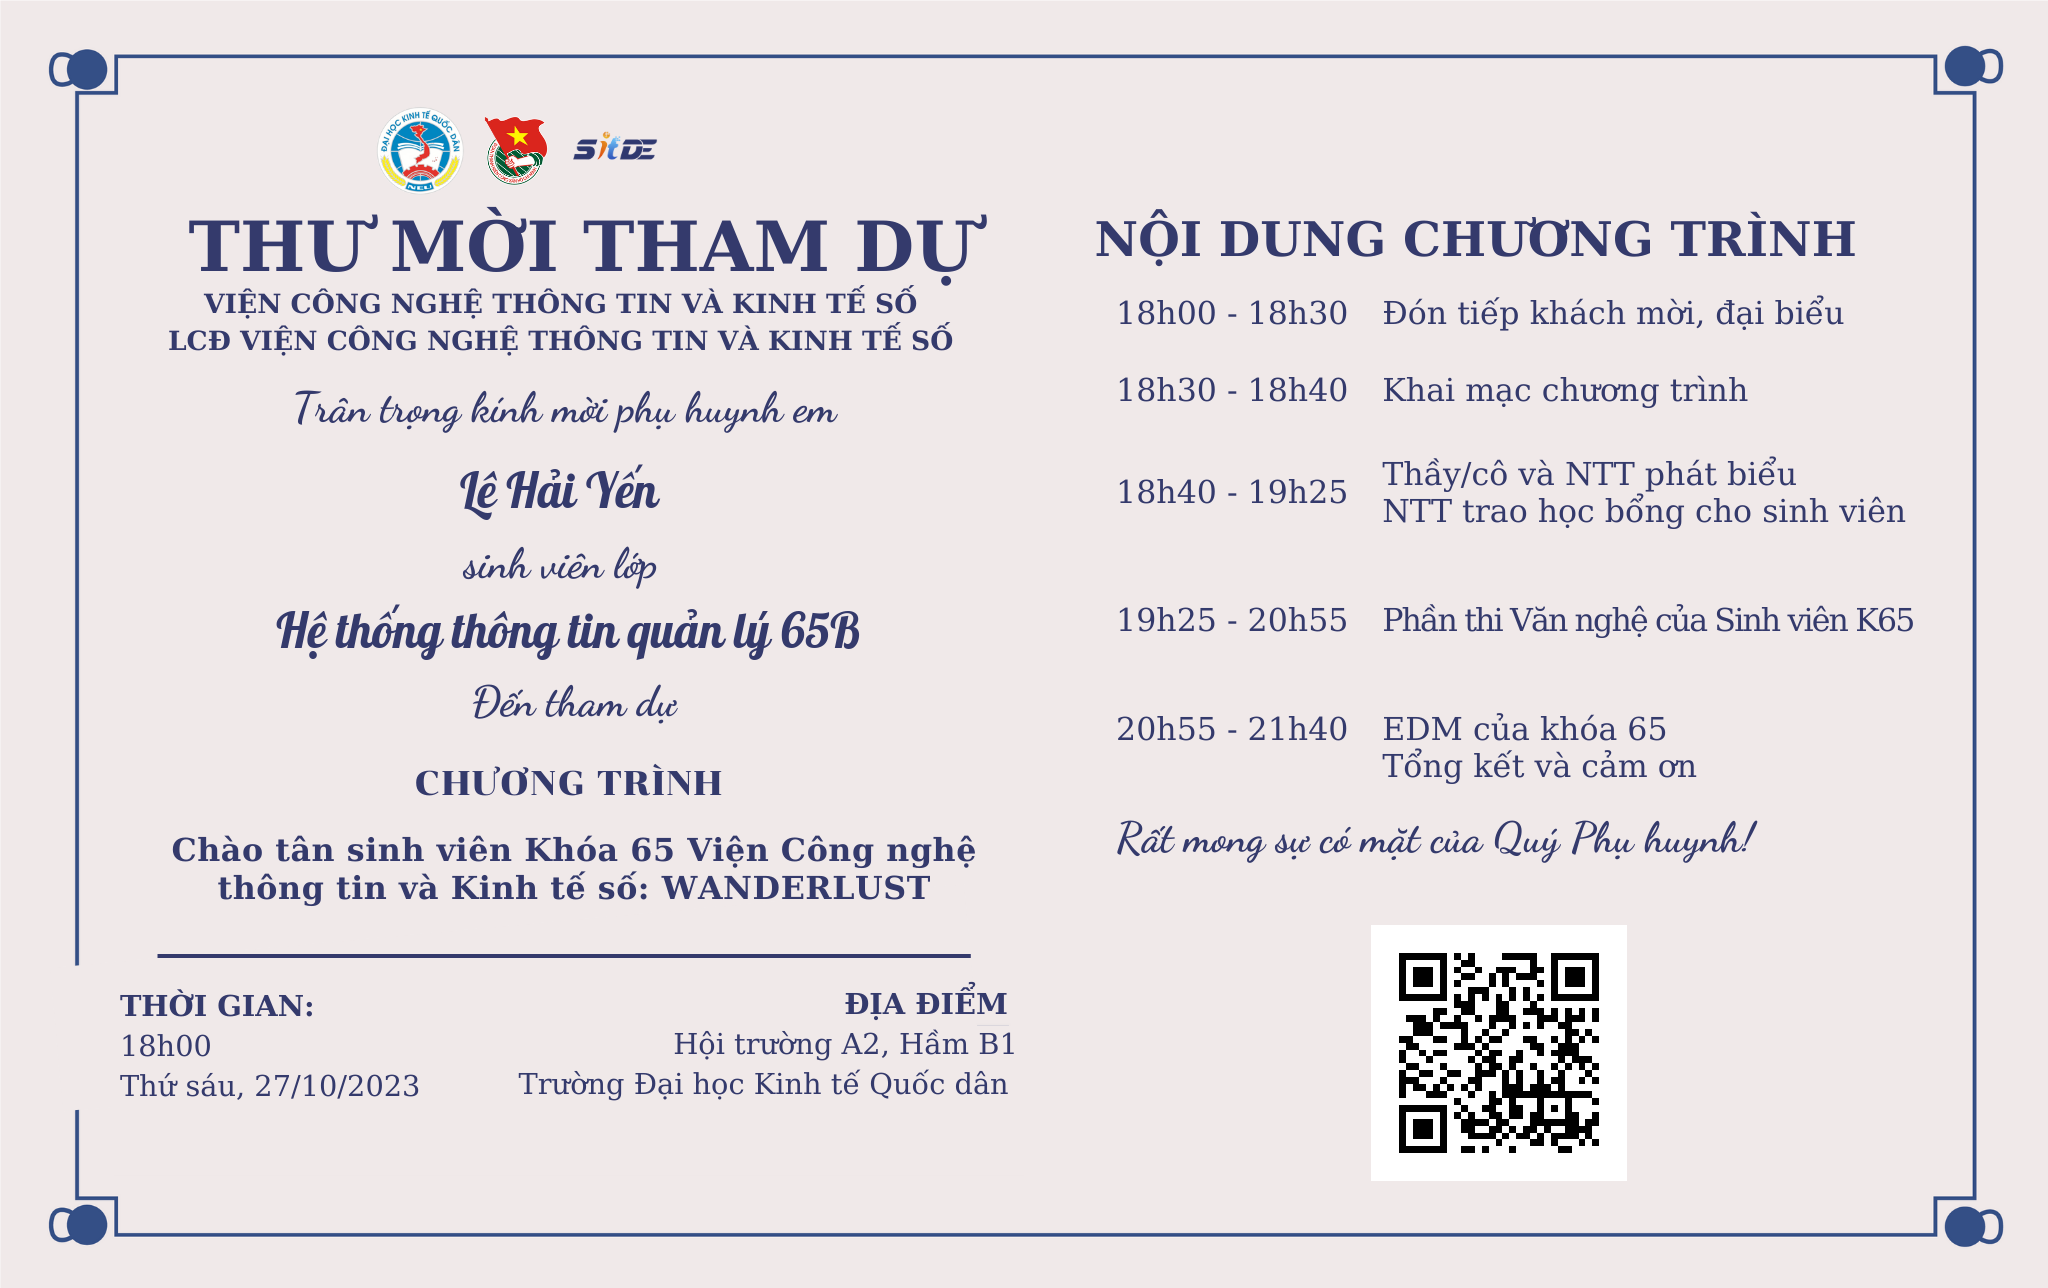 ĐẠI HỌC KINH TẾ QUỐC DÂN
NEU
SitDE
THƯ MỜI THAM DỰ
VIỆN CÔNG NGHỆ THÔNG TIN VÀ KINH TẾ SỐ
LCĐ VIỆN CÔNG NGHỆ THÔNG TIN VÀ KINH TẾ SỐ
Trân trọng kính mời phụ huynh em
Lê Hải Yến
sinh viên lớp
Hệ thống thông tin quản lý 65B
Đến tham dự
CHƯƠNG TRÌNH
Chào tân sinh viên Khóa 65 Viện Công nghệ
thông tin và Kinh tế số: WANDERLUST
THỜI GIAN:
18h00
Thứ sáu, 27/10/2023
ĐỊA ĐIỂM
Hội trường A2, Hầm B1
Trường Đại học Kinh tế Quốc dân
NỘI DUNG CHƯƠNG TRÌNH
18h00 - 18h30 Đón tiếp khách mời, đại biểu
18h30 - 18h40 Khai mạc chương trình
18h40 - 19h25 Thầy/cô và NTT phát biểu
NTT trao học bổng cho sinh viên
19h25 - 20h55 Phần thi Văn nghệ của Sinh viên K65
20h55 - 21h40 EDM của khóa 65
Tổng kết và cảm ơn
Rất mong sự có mặt của Quý Phụ huynh!